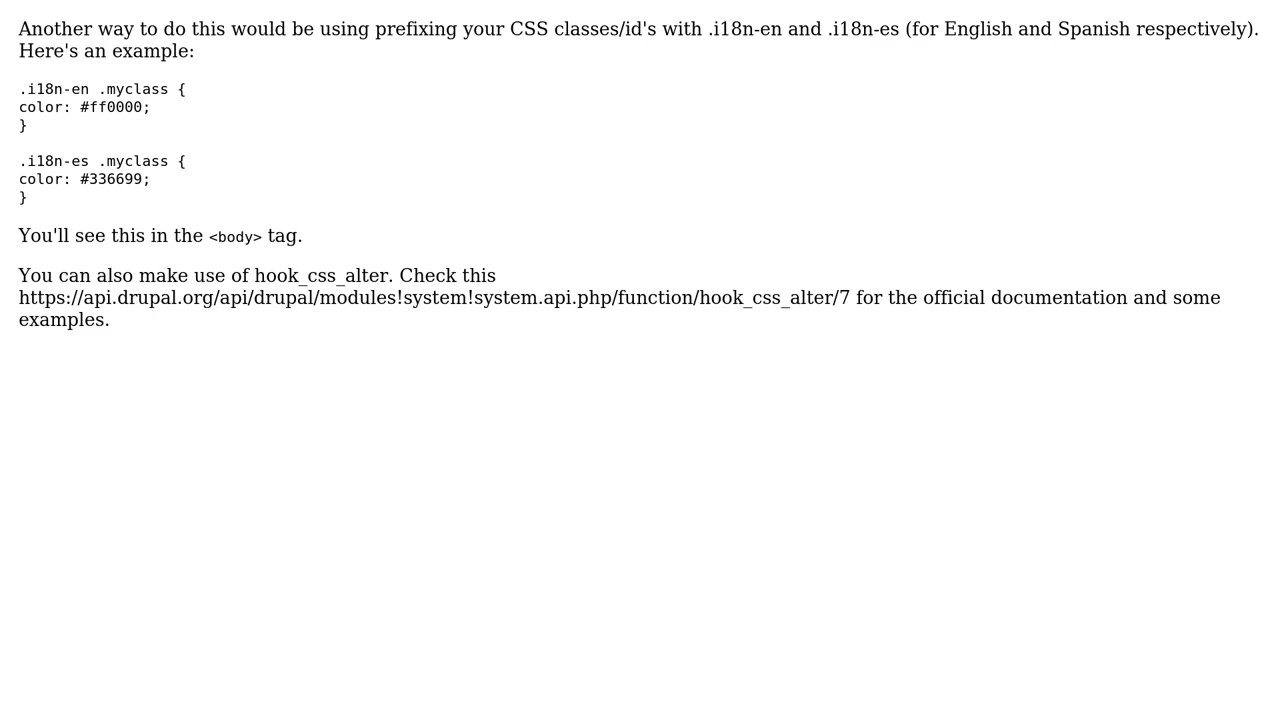 Another way to do this would be using prefixing your CSS classes/id's with .i18n-en and .i18n-es (for English and Spanish respectively).
Here's an example:
.i18n-en .myclass {
color: #ff0000;
}
.i18n-es .myclass {
color: #336699;
}
You'll see this in the <body> tag.
You can also make use of hook_css_alter. Check this
https://api.drupal.org/api/drupal/modules!system!system.api.php/function/hook_css_alter/7 for the official documentation and some
examples.